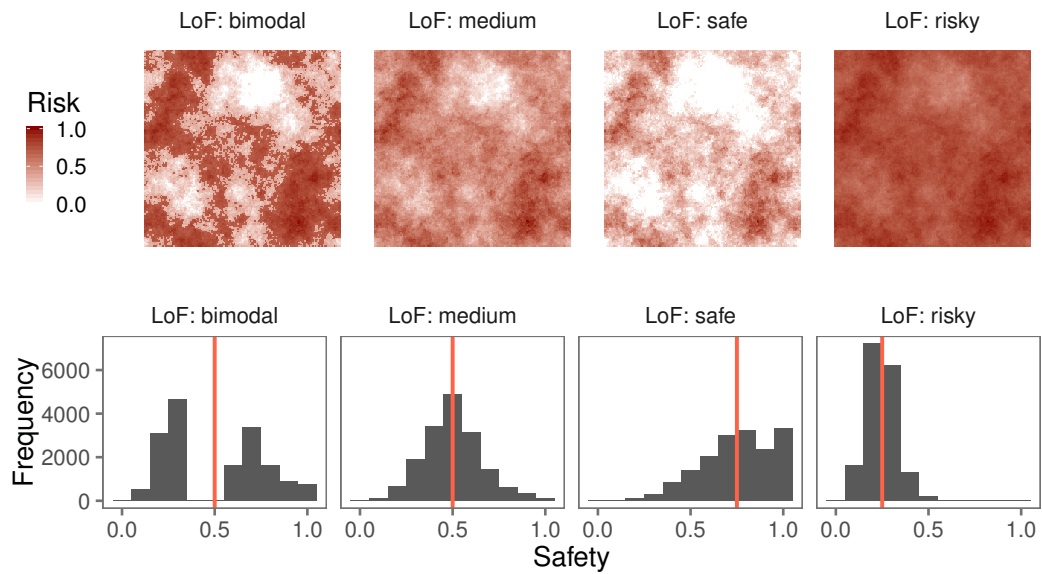 LoF: bimodal
LoF: medium
LoF: safe
LoF: risky
Risk
1.0
0.5
0.0
LoF: bimodal
LoF: medium
LoF: safe
LoF: risky
Frequency
6000
4000
2000
0
0.0 0.5 1.0
0.0 0.5 1.0
0.0 0.5 1.0
0.0 0.5 1.0
Safety